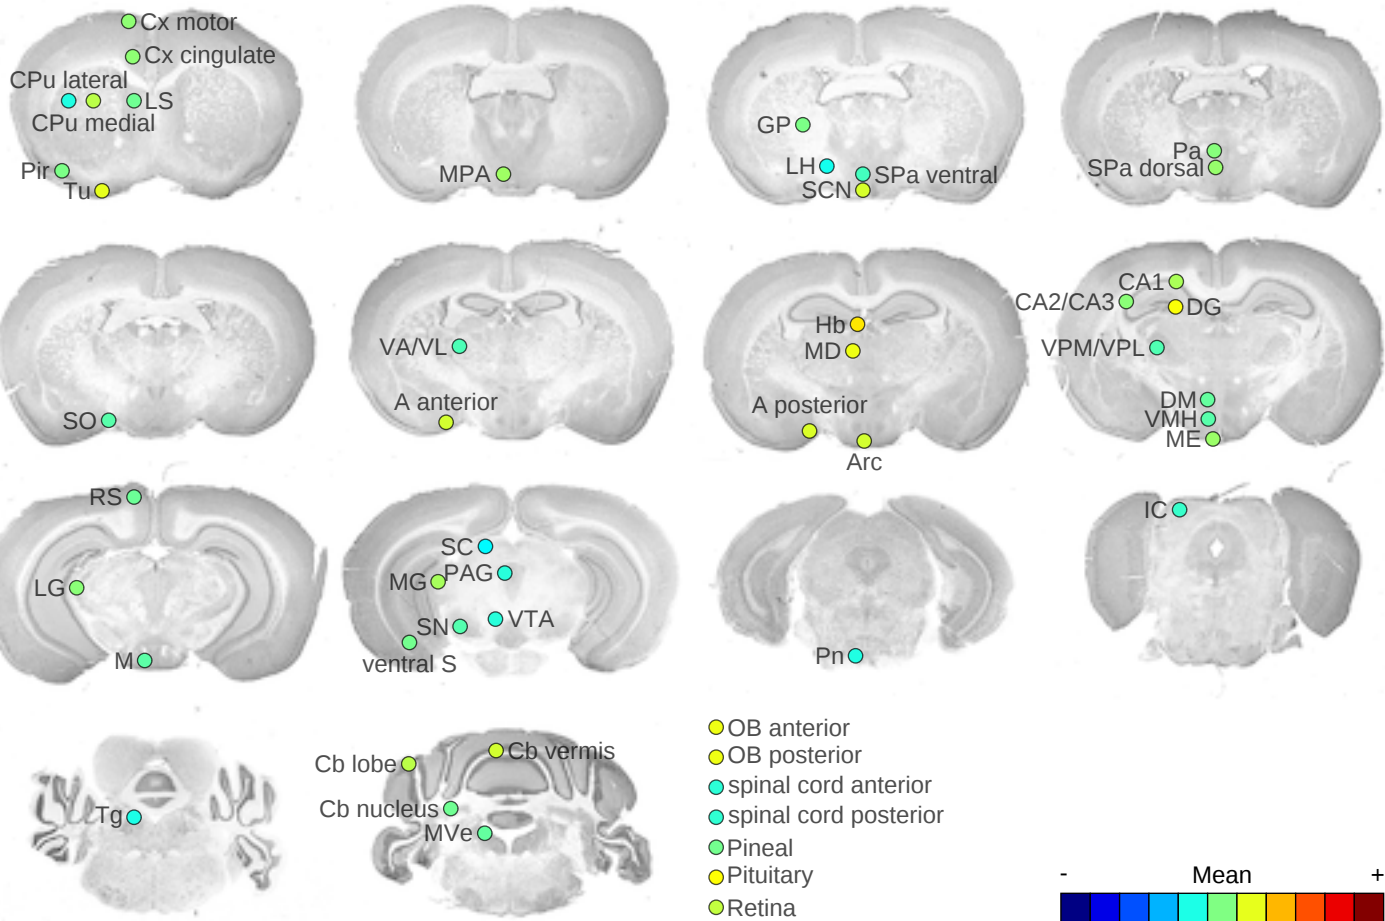 Cx motor
Cx cingulate
CPu lateral
LS
CPu medial
Pir
Tu
MPA
GP
LH
SPa ventral
SCN
Pa
SPa dorsal
SO
VA/VL
A anterior
Hb
MD
A posterior
Arc
CA1
CA2/CA3
DG
VPM/VPL
DM
VMH
ME
RS
LG
M
SC
PAG
MG
VTA
SN
ventral S
Pn
IC
Tg
Cb vermis
Cb lobe
Cb nucleus
MVe
OB anterior
OB posterior
spinal cord anterior
spinal cord posterior
Pineal
Pituitary
Retina
- Mean +